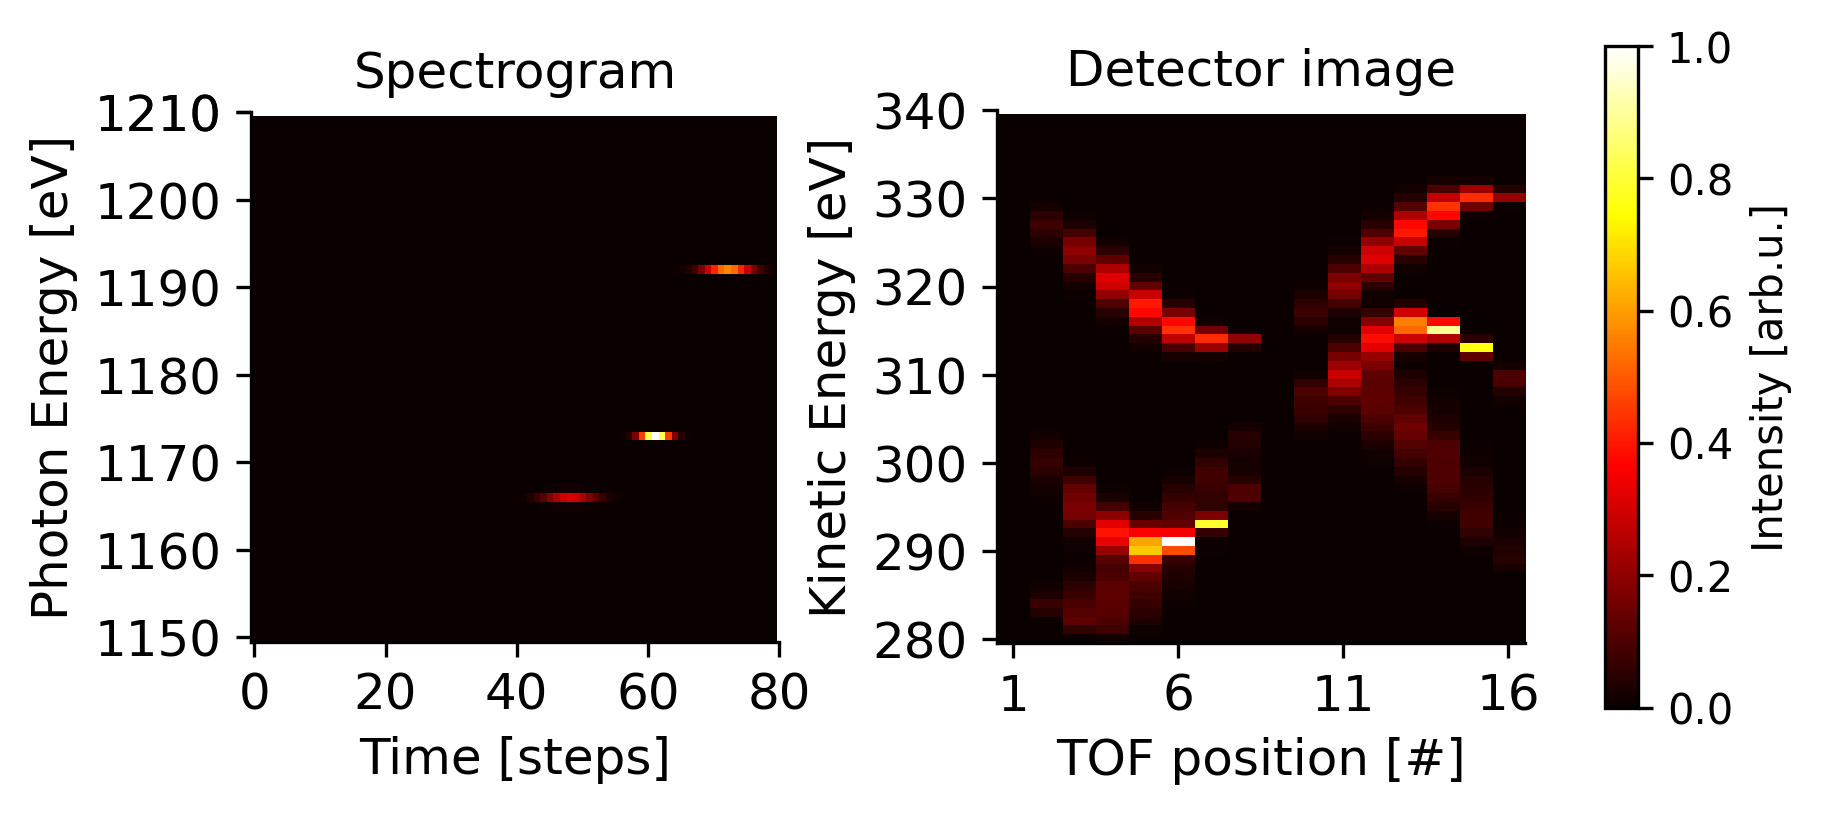 Spectrogram
Photon Energy [eV]
1210
1200
1190
1180
1170
1160
1150
0 20 40 60 80
Time [steps]
Detector image
Kinetic Energy [eV]
340
330
320
310
300
290
280
1 6 11 16
TOF position [#]
1.0
0.8
0.6
0.4
0.2
0.0
Intensity [arb.u.]